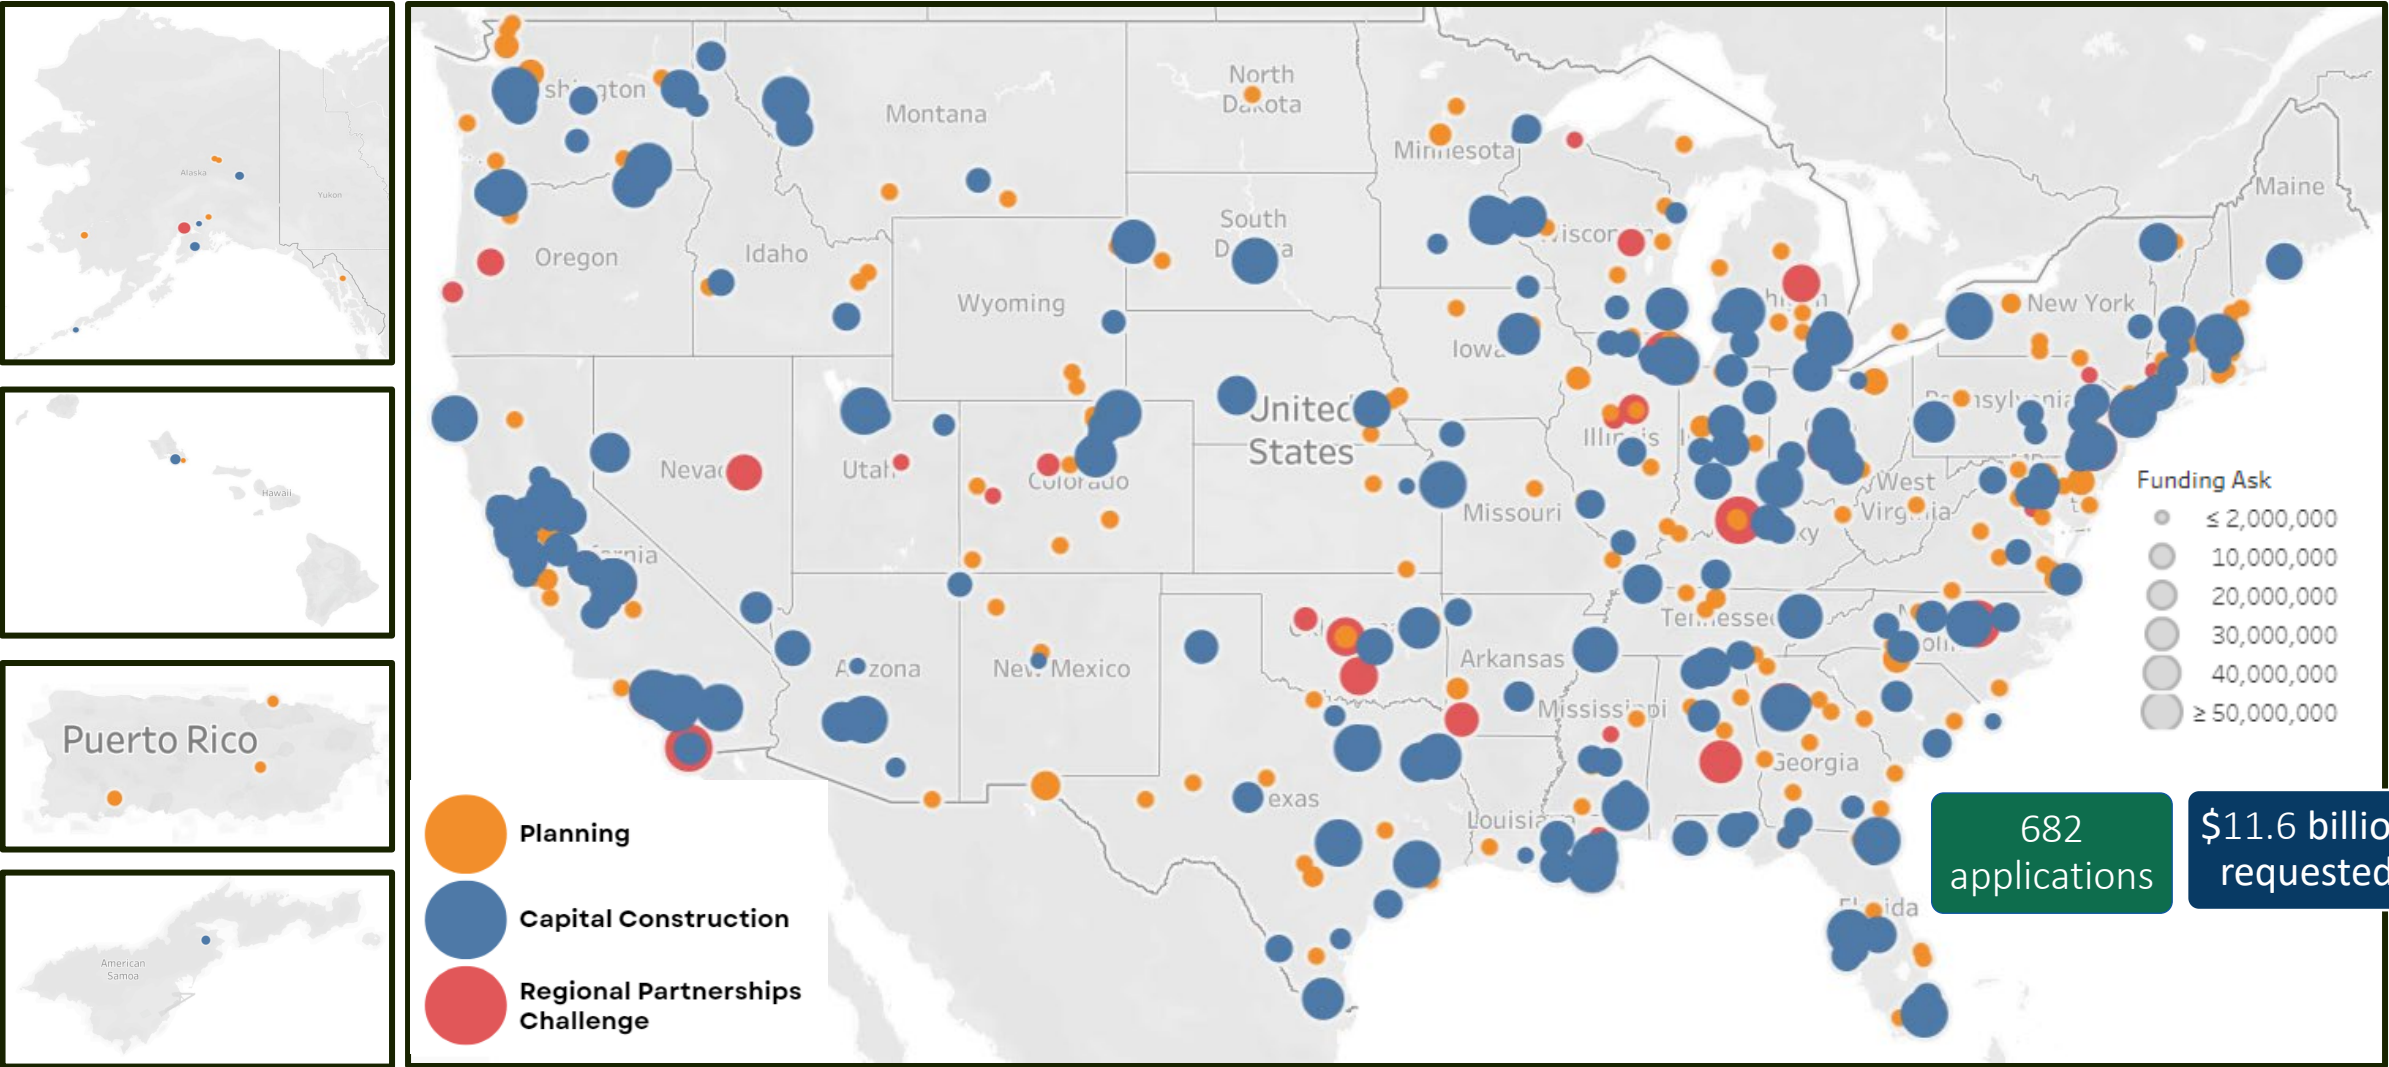 Alaska
Yukon
Hawaii
Puerto Rico
American
Samoa
Montana
North
Dakota
Minnesota
Maine
South
Oregon
Idaho
Wyoming
New York
Iowa
United
States
Utah
Colorado
Illinois
West
Virginia
Missouri
Tennessee
Arkansas
Arizona
New Mexico
Mississippi
Georgia
Funding Ask
≤ 2,000,000
10,000,000
20,000,000
30,000,000
40,000,000
≥ 50,000,000
Planning
Capital Construction
Regional Partnerships
Challenge
682
applications
$11.6 billio
requested